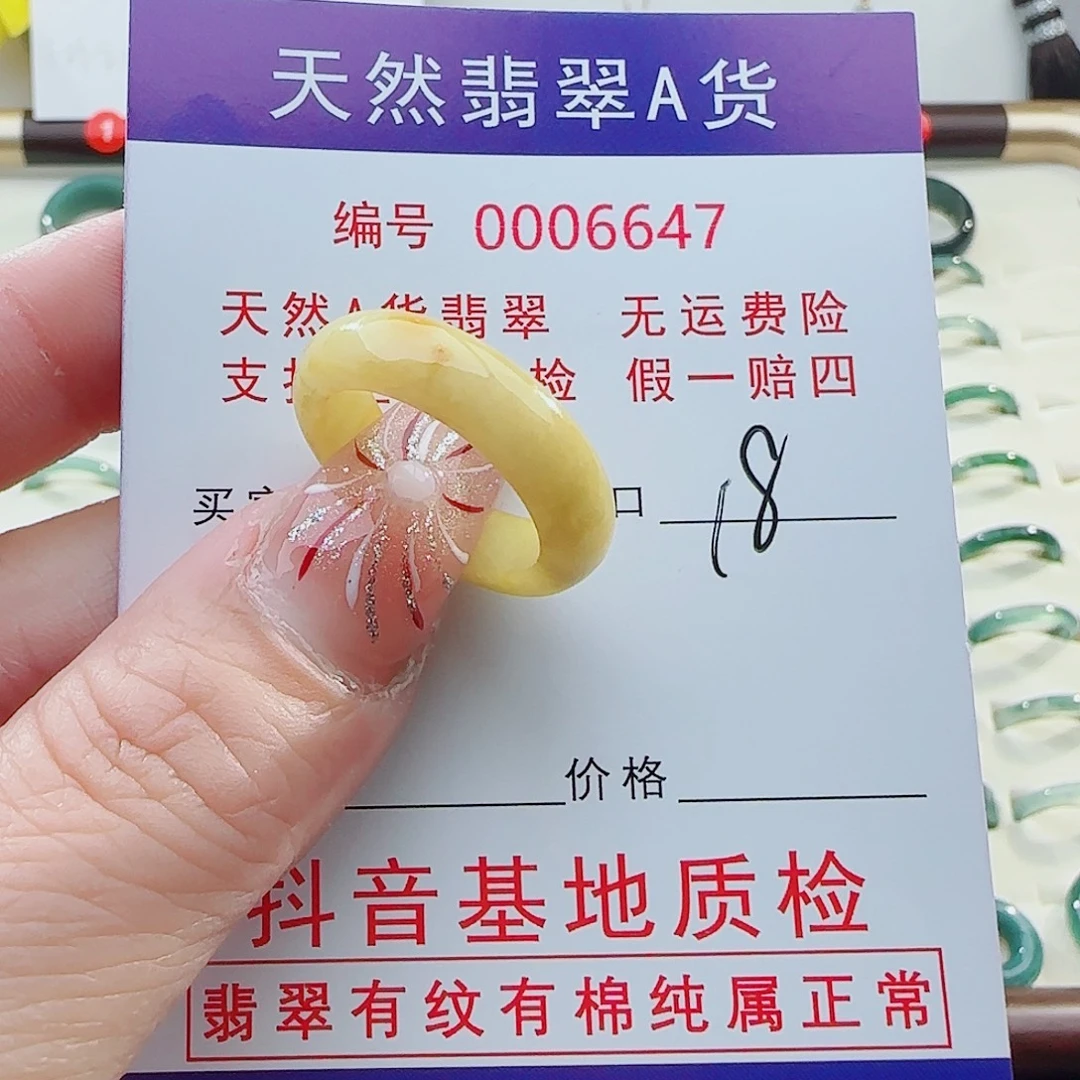 天然翡翠A货
编号 0006647
天然A货翡翠 无运费险
支 检 假一赔四
买 口 18
价格
抖音基地质检
翡翠有纹有棉纯属正常